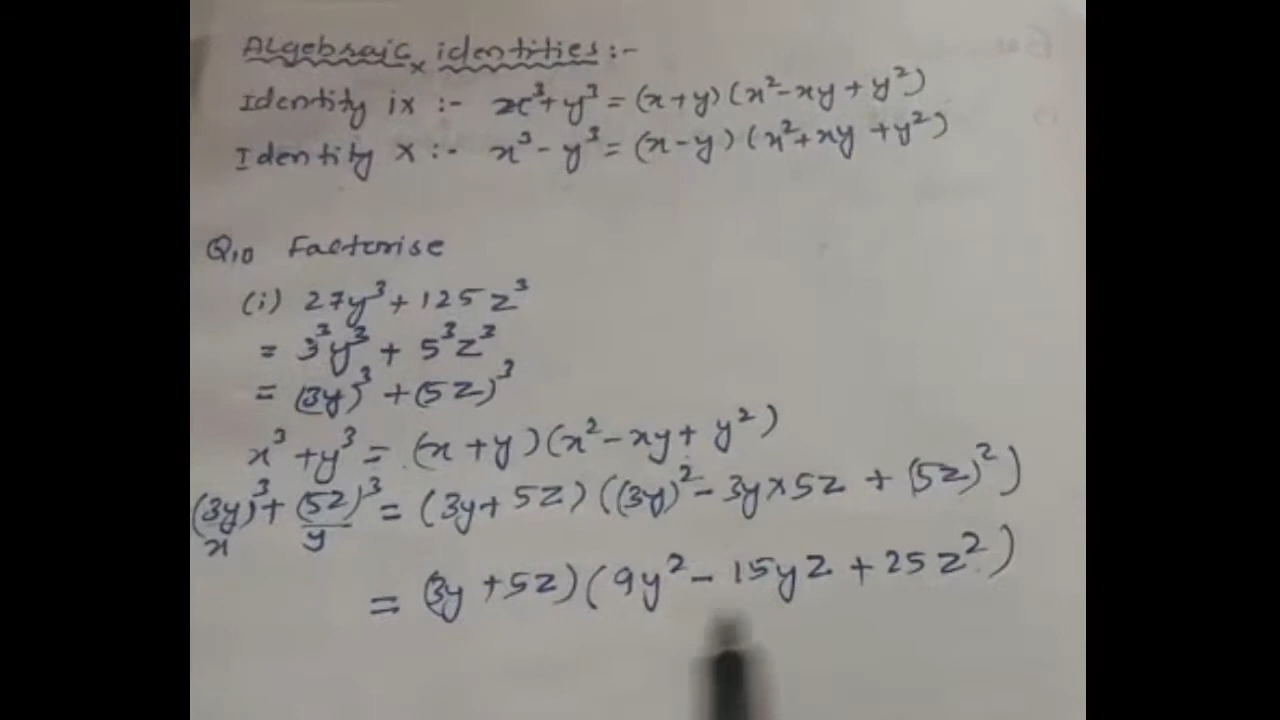 Algebraic identities :-
Identity ix :- x³+y³ = (x+y) (x²-xy+y²)
Identity X :- x³-y³ = (x-y) (x²+xy+y²)
Q,10 Factorise
(i) 27y³+125z³
= 3³y³ + 5³z³
= (3y)³ + (5z)³
x³+y³ = (x+y)(x²-xy+y²)
(3y)³+(5z)³ = (3y+5z) ((3y)²-3y×5z + (5z)²)
x y
= (3y+5z) (9y²-15yz+25z²)